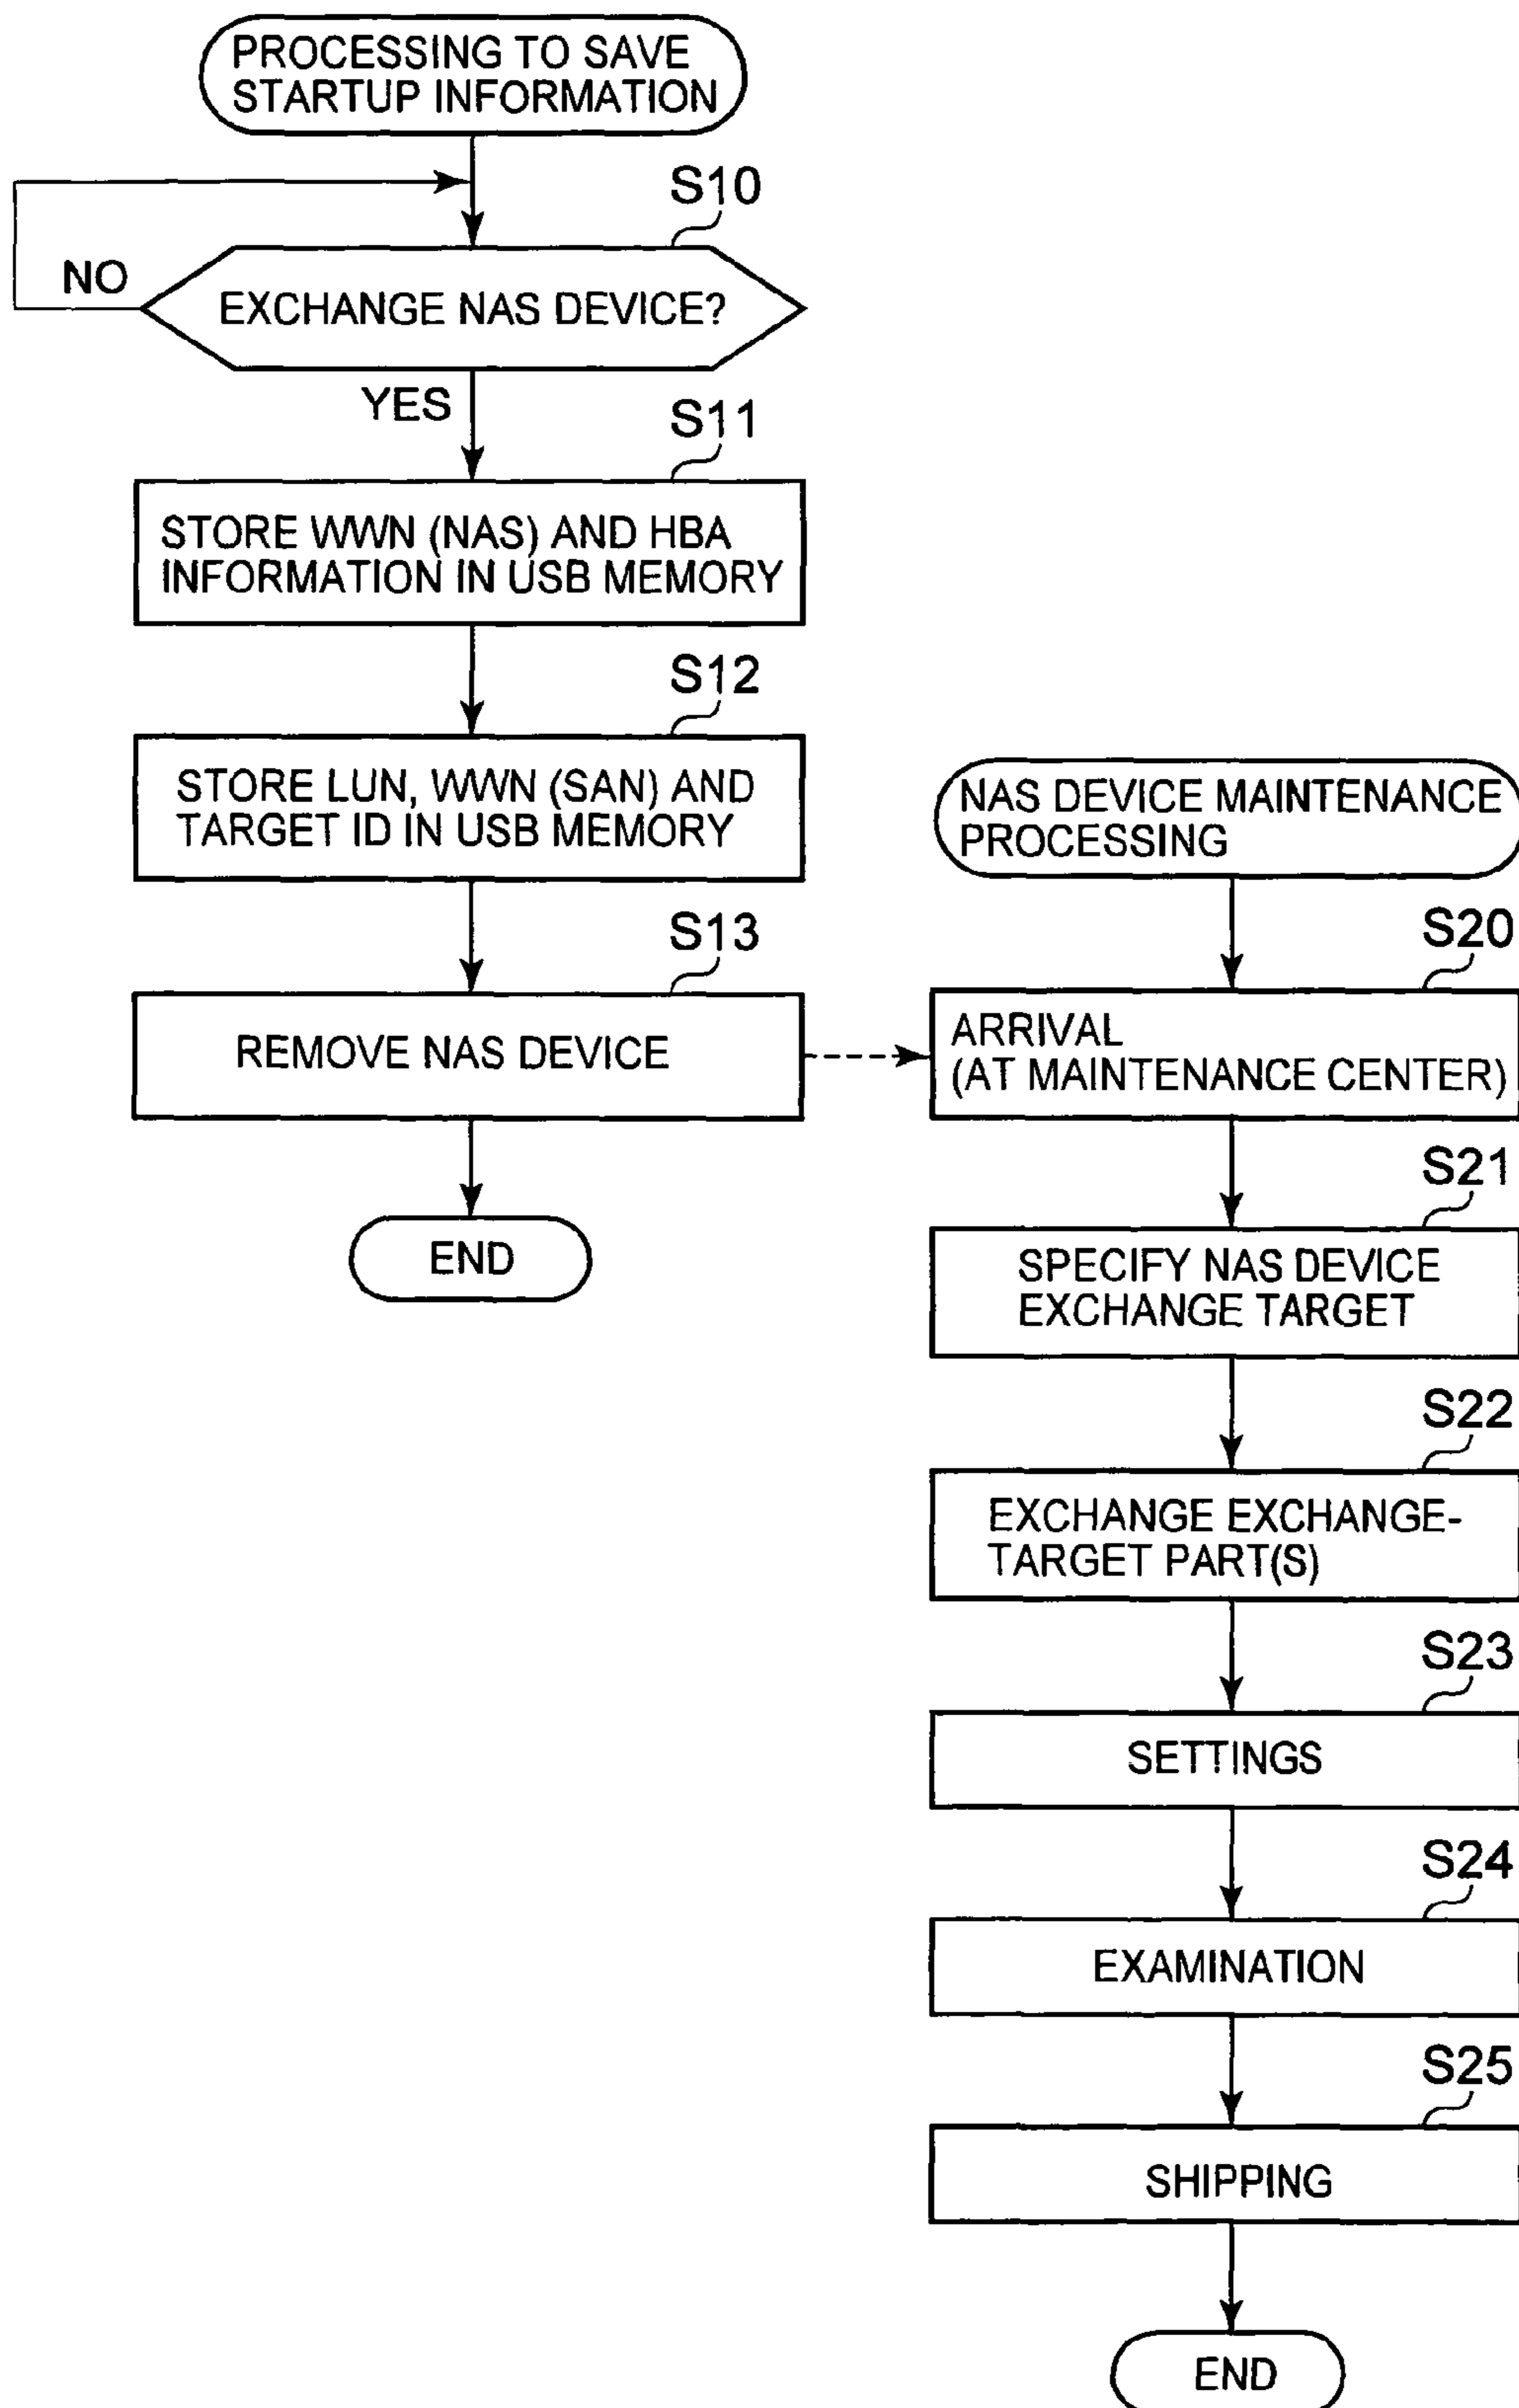 PROCESSING TO SAVE
STARTUP INFORMATION
S10
NO
EXCHANGE NAS DEVICE?
YES
S11
STORE WWN (NAS) AND HBA
INFORMATION IN USB MEMORY
S12
STORE LUN, WWN (SAN) AND
TARGET ID IN USB MEMORY
S13
REMOVE NAS DEVICE
END
NAS DEVICE MAINTENANCE
PROCESSING
S20
ARRIVAL
(AT MAINTENANCE CENTER)
S21
SPECIFY NAS DEVICE
EXCHANGE TARGET
S22
EXCHANGE EXCHANGE-
TARGET PART(S)
S23
SETTINGS
S24
EXAMINATION
S25
SHIPPING
END